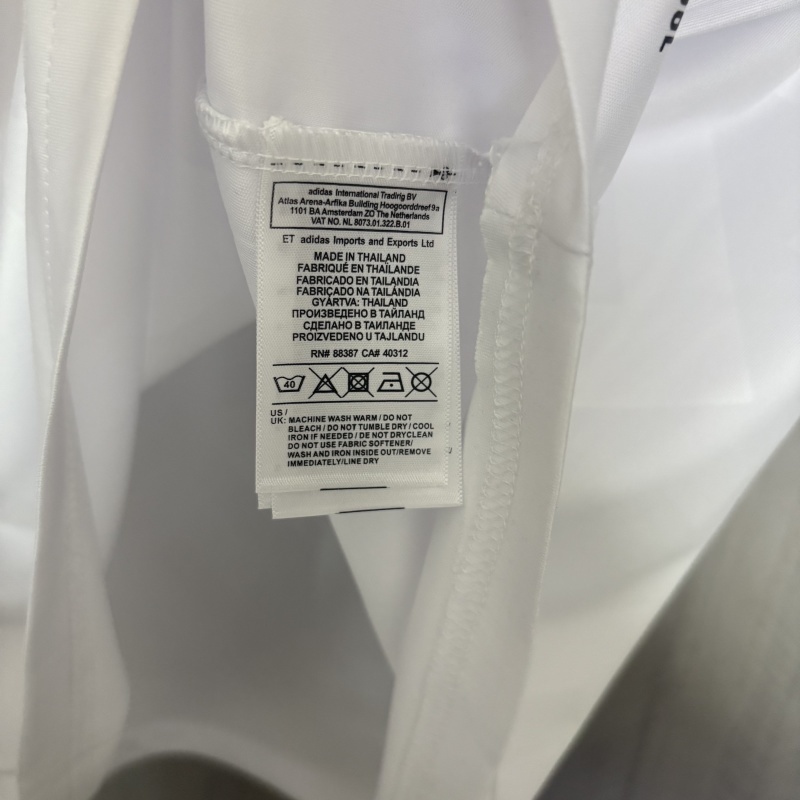 adidas International Tradirig BV
Atlas Arena-Arfika Building Hoogoorddreef 9a
1101 BA Amsterdam ZO The Netherlands
VAT NO. NL 8073.01.322.B.01
ET adidas Imports and Exports Ltd
MADE IN THAILAND
FABRIQUÉ EN THAÏLANDE
FABRICADO EN TAILANDIA
FABRICADO NA TAILÂNDIA
GYÁRTVA: THAILAND
ПРОИЗВЕДЕНО В ТАЙЛАНД
СДЕЛАНО В ТАИЛАНДЕ
PROIZVEDENO U TAJLANDU
RN# 88387 CA# 40312
40
US /
UK: MACHINE WASH WARM / DO NOT
BLEACH / DO NOT TUMBLE DRY / COOL
IRON IF NEEDED / DE NOT DRYCLEAN
DO NOT USE FABRIC SOFTENER/
WASH AND IRON INSIDE OUT/REMOVE
IMMEDIATELY/LINE DRY